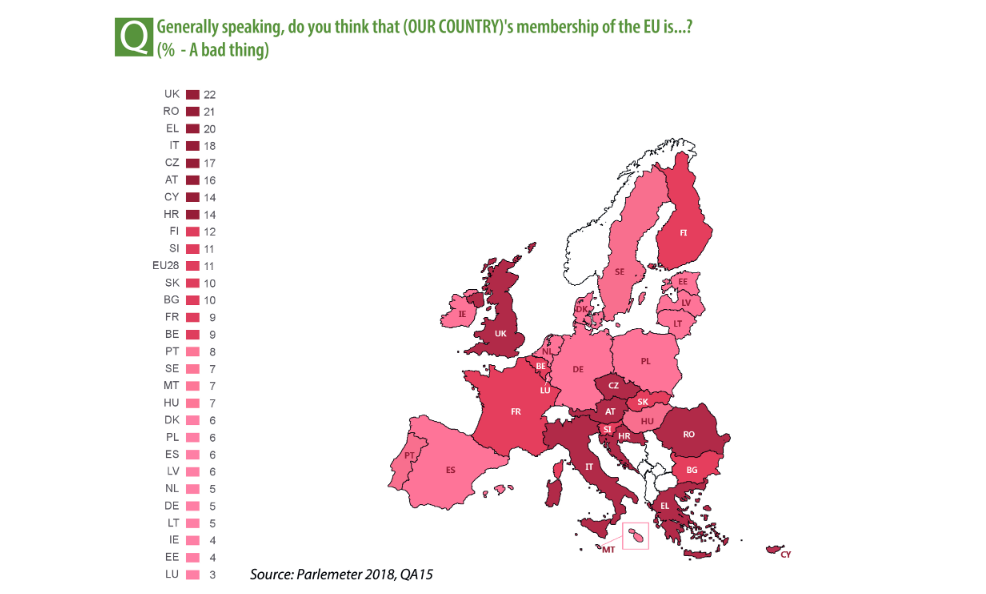 Q Generally speaking, do you think that (OUR COUNTRY)'s membership of the EU is...?
(% - A bad thing)
UK 22
RO 21
EL 20
IT 18
CZ 17
AT 16
CY 14
HR 14
FI 12
SI 11
EU28 11
SK 10
BG 10
FR 9
BE 9
PT 8
SE 7
MT 7
HU 7
DK 6
PL 6
ES 6
LV 6
NL 5
DE 5
LT 5
IE 4
EE 4
LU 3
FI
SE
EE
LV
LT
DK
IE
UK
NL
PL
BE
DE
LU
CZ
SK
FR
AT
HU
SI
HR
RO
PT
ES
IT
BG
EL
MT
CY
Source: Parlemeter 2018, QA15